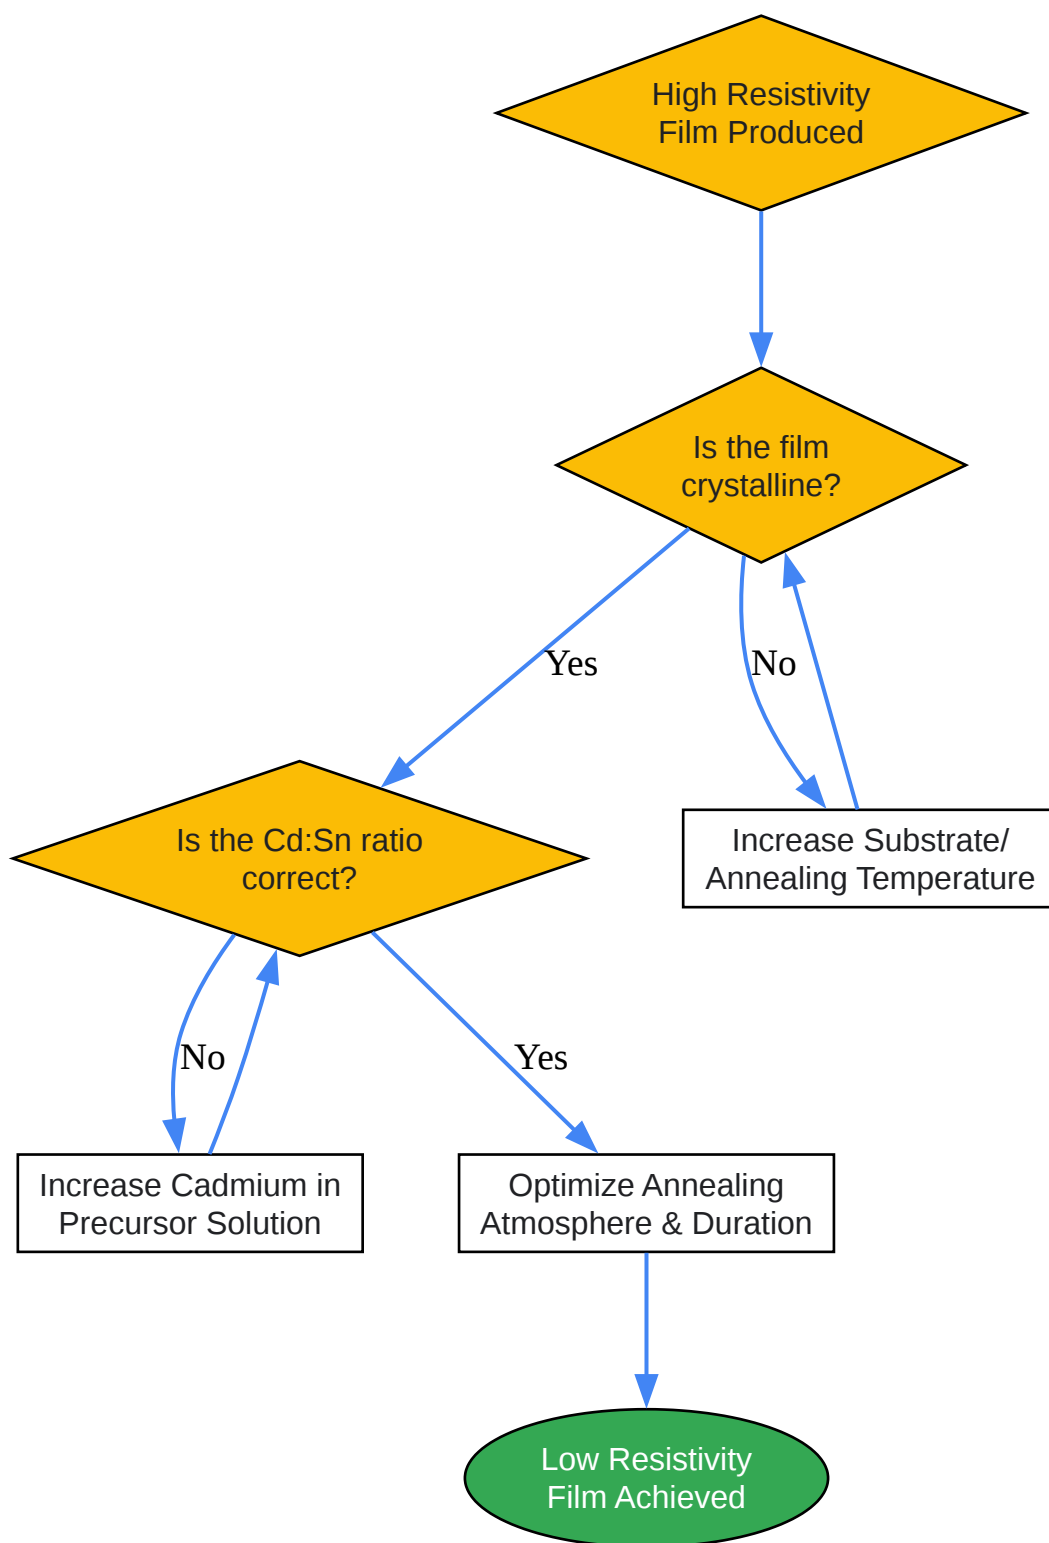 High Resistivity
Film Produced
Is the film
crystalline?
Yes
No
Is the Cd:Sn ratio
correct?
Increase Substrate/
Annealing Temperature
No
Yes
Increase Cadmium in
Precursor Solution
Optimize Annealing
Atmosphere & Duration
Low Resistivity
Film Achieved